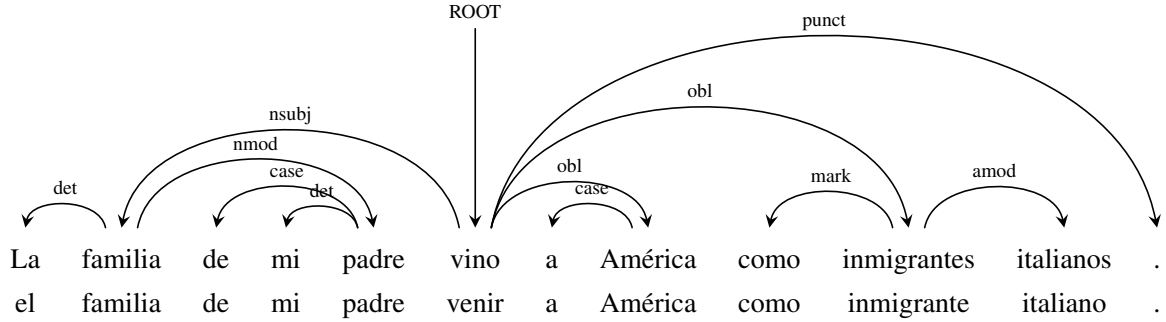 ROOT
punct
obl
nsubj
nmod
obl
case
det
det
case
mark
amod
La familia de mi padre vino a América como inmigrantes italianos .
el familia de mi padre venir a América como inmigrante italiano .